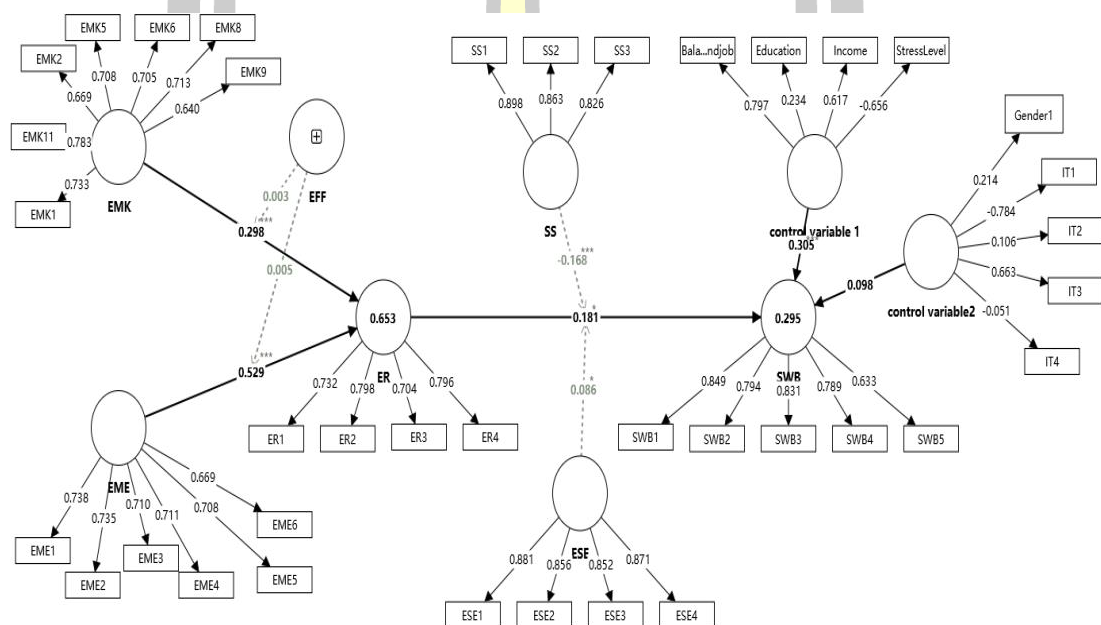 EMK5 EMK6 EMK8
EMK2 EMK9
0.708 0.705 0.713
0.669 0.640
EMK11 0.783
0.733
EMK1
EMK
EFF
0.003
***
0.298
0.005
***
0.529
SS1 SS2 SS3
0.898 0.863 0.826
SS
***
-0.168
Bala...ndjob Education Income StressLevel
0.797 0.234 0.617 -0.656
control variable 1
0.305
Gender1
0.214
IT1
-0.784
IT2
0.106
IT3
0.663
IT4
-0.051
control variable2
0.098
0.653
ER
0.732 0.798 0.704 0.796
ER1 ER2 ER3 ER4
*
0.181
0.295
SWB
0.849 0.794 0.831 0.789 0.633
SWB1 SWB2 SWB3 SWB4 SWB5
*
0.086
EME
0.738 0.735 0.710 0.711 0.708 0.669
EME1 EME2 EME3 EME4 EME5 EME6
ESE
0.881 0.856 0.852 0.871
ESE1 ESE2 ESE3 ESE4